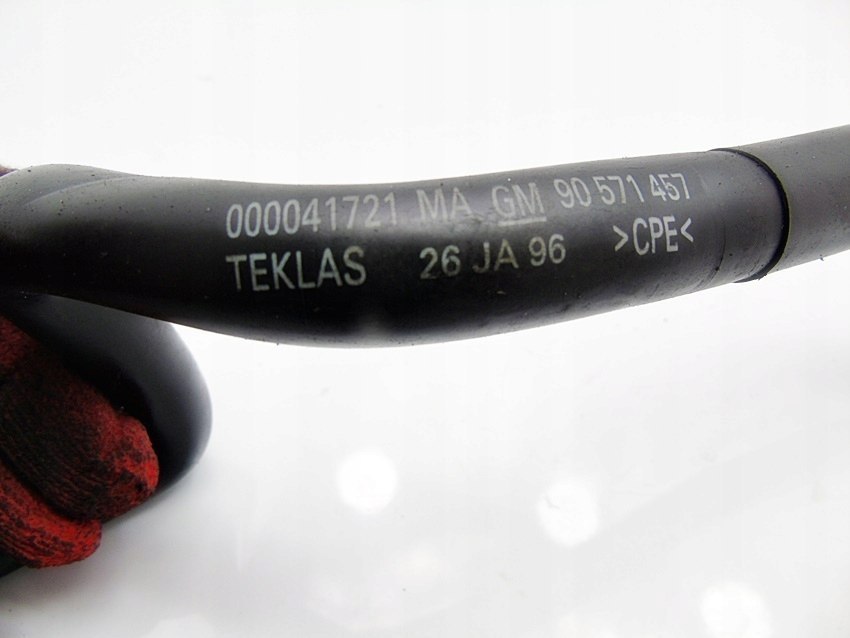 000041721 MA GM 90 571 457
TEKLAS 26 JA 96 >CPE<